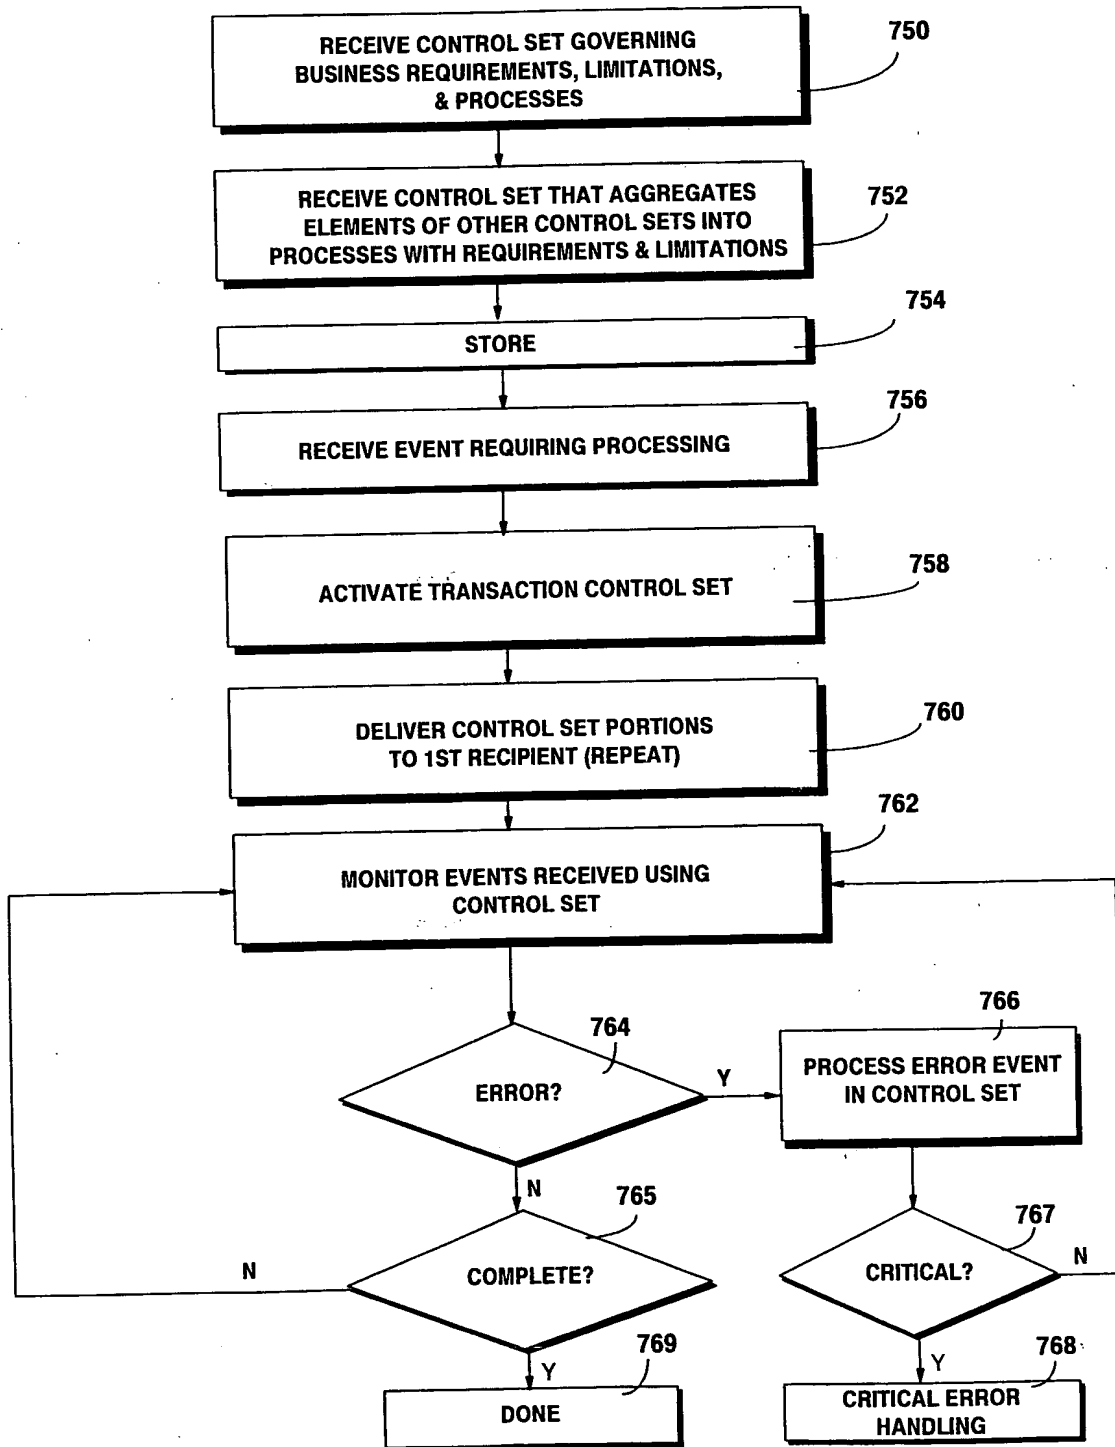 RECEIVE CONTROL SET GOVERNING
BUSINESS REQUIREMENTS, LIMITATIONS,
& PROCESSES
750
RECEIVE CONTROL SET THAT AGGREGATES
ELEMENTS OF OTHER CONTROL SETS INTO
PROCESSES WITH REQUIREMENTS & LIMITATIONS
752
STORE
754
RECEIVE EVENT REQUIRING PROCESSING
756
ACTIVATE TRANSACTION CONTROL SET
758
DELIVER CONTROL SET PORTIONS
TO 1ST RECIPIENT (REPEAT)
760
MONITOR EVENTS RECEIVED USING
CONTROL SET
762
ERROR?
764
Y
PROCESS ERROR EVENT
IN CONTROL SET
766
N
COMPLETE?
765
N
CRITICAL?
767
N
Y
DONE
769
Y
CRITICAL ERROR
HANDLING
768